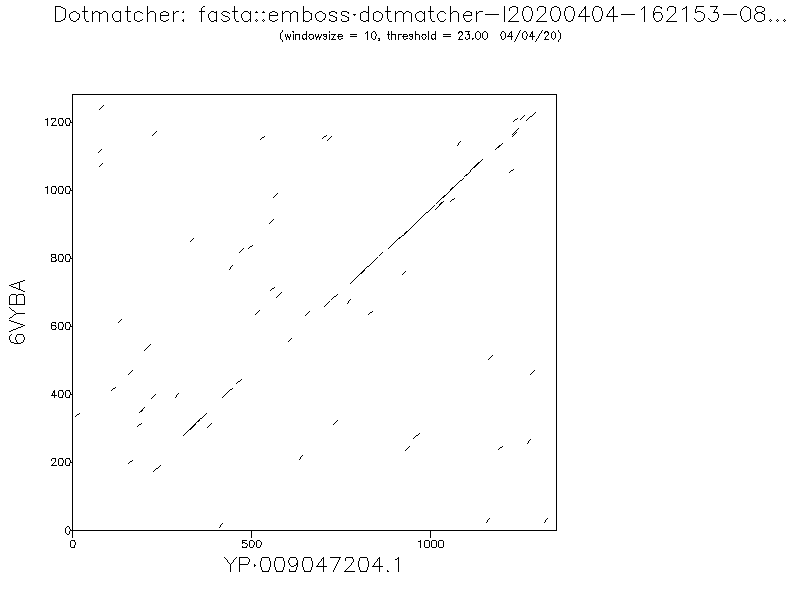 Dotmatcher: fasta::emboss·dotmatcher−I20200404−162153−08...
(windowsize = 10, threshold = 23.00  04/04/20)
1200
1000
800
600
400
200
0
6VYBA
0 500 1000
YP·009047204.1